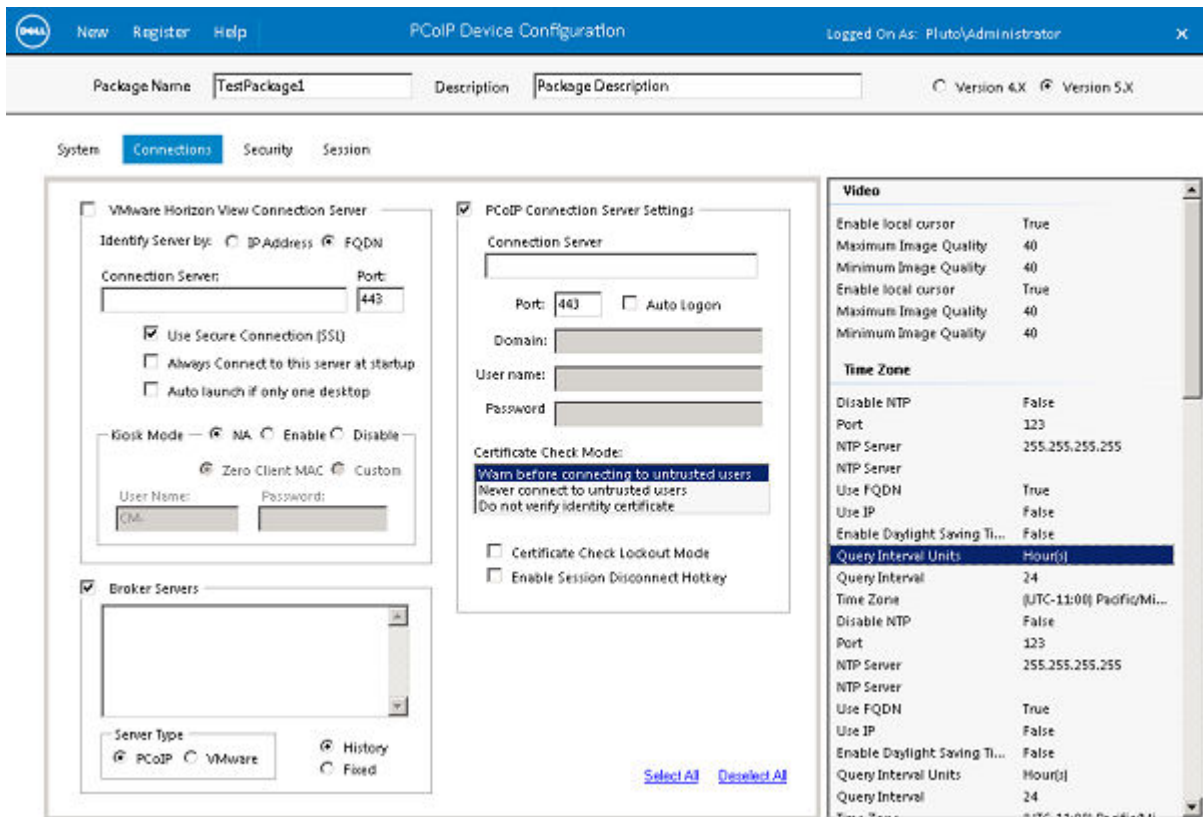 DELL New Register Help PCoIP Device Configuration Logged On As: Pluto\Administrator ×
Package Name TestPackage1 Description Package Description Version 4.X Version 5.X
System Connections Security Session
VMware Horizon View Connection Server
Identify Server by: IP Address FQDN
Connection Server: Port:
443
Use Secure Connection (SSL)
Always Connect to this server at startup
Auto launch if only one desktop
Kiosk Mode NA Enable Disable
Zero Client MAC Custom
User Name: Password:
CM-
Broker Servers
Server Type
PCoIP VMware
History
Fixed
PCoIP Connection Server Settings
Connection Server
Port: 443 Auto Logon
Domain:
User name:
Password
Certificate Check Mode:
Warn before connecting to untrusted users
Never connect to untrusted users
Do not verify identity certificate
Certificate Check Lockout Mode
Enable Session Disconnect Hotkey
Select All Deselect All
Video
Enable local cursor True
Maximum Image Quality 40
Minimum Image Quality 40
Enable local cursor True
Maximum Image Quality 40
Minimum Image Quality 40
Time Zone
Disable NTP False
Port 123
NTP Server 255.255.255.255
NTP Server
Use FQDN True
Use IP False
Enable Daylight Saving Ti... False
Query Interval Units Hour(s)
Query Interval 24
Time Zone (UTC-11:00) Pacific/Mi...
Disable NTP False
Port 123
NTP Server 255.255.255.255
NTP Server
Use FQDN True
Use IP False
Enable Daylight Saving Ti... False
Query Interval Units Hour(s)
Query Interval 24
Time Zone (UTC-11:00) Pacific/Mi...